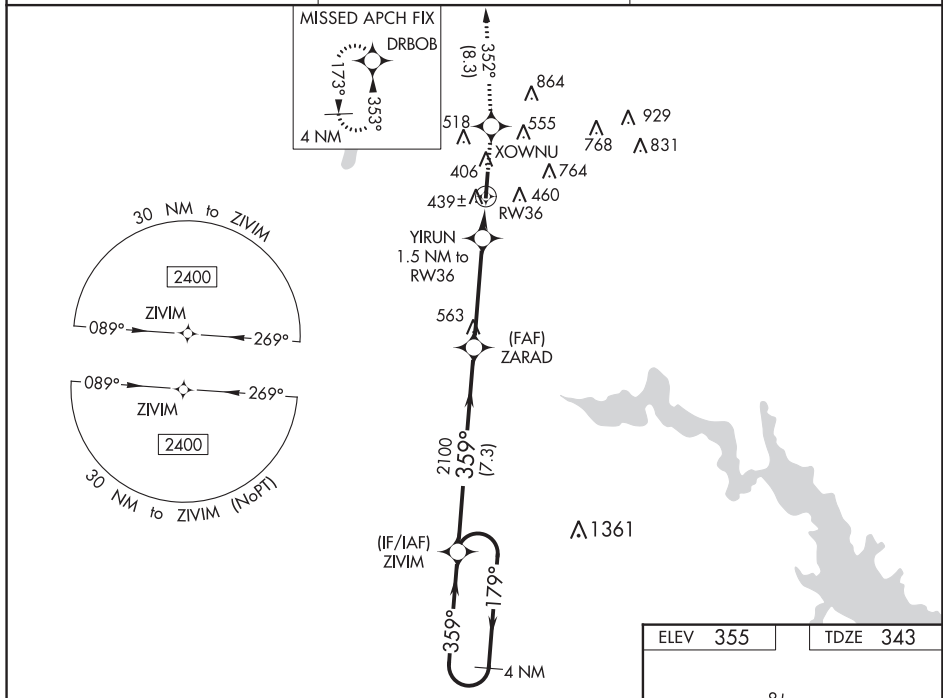 MISSED APCH FIX
DRBOB
173°
353°
4 NM
352°
(8.3)
864
518
555
929
768
831
XOWNU
406
764
439±
460
RW36
YIRUN
1.5 NM to
RW36
30 NM to ZIVIM
2400
ZIVIM
089°
269°
563
(FAF)
ZARAD
089°
269°
ZIVIM
2400
30 NM to ZIVIM (NoPT)
2100
359°
(7.3)
1361
(IF/IAF)
ZIVIM
359°
179°
4 NM
ELEV 355
TDZE 343